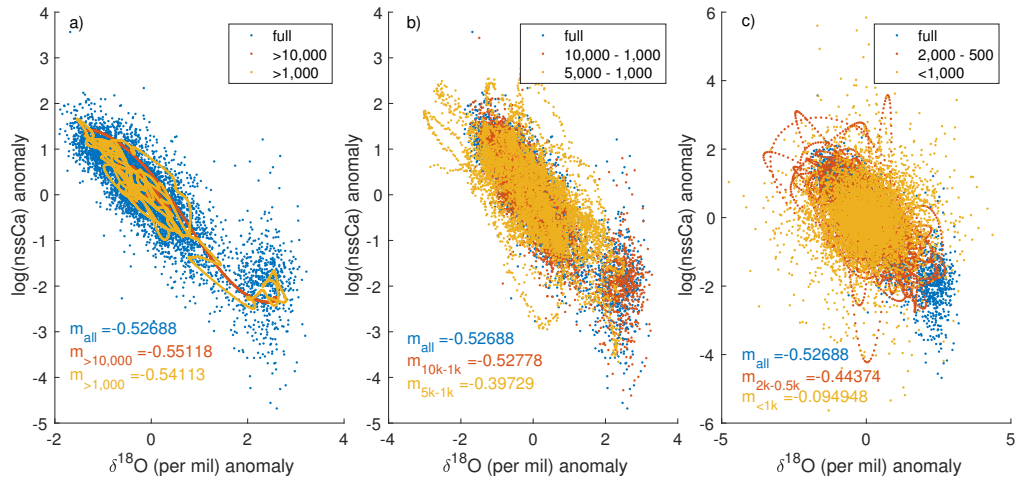 a)
full
>10,000
>1,000
4
3
2
1
0
-1
-2
-3
-4
-5
log(nssCa) anomaly
m_all =-0.52688
m_>10,000 =-0.55118
m_>1,000 =-0.54113
-2 0 2 4
δ¹⁸O (per mil) anomaly
b)
full
10,000 - 1,000
5,000 - 1,000
4
3
2
1
0
-1
-2
-3
-4
-5
log(nssCa) anomaly
m_all =-0.52688
m_10k-1k =-0.52778
m_5k-1k =-0.39729
-4 -2 0 2 4
δ¹⁸O (per mil) anomaly
c)
full
2,000 - 500
<1,000
6
4
2
0
-2
-4
-6
log(nssCa) anomaly
m_all =-0.52688
m_2k-0.5k =-0.44374
m_<1k =-0.094948
-5 0 5
δ¹⁸O (per mil) anomaly